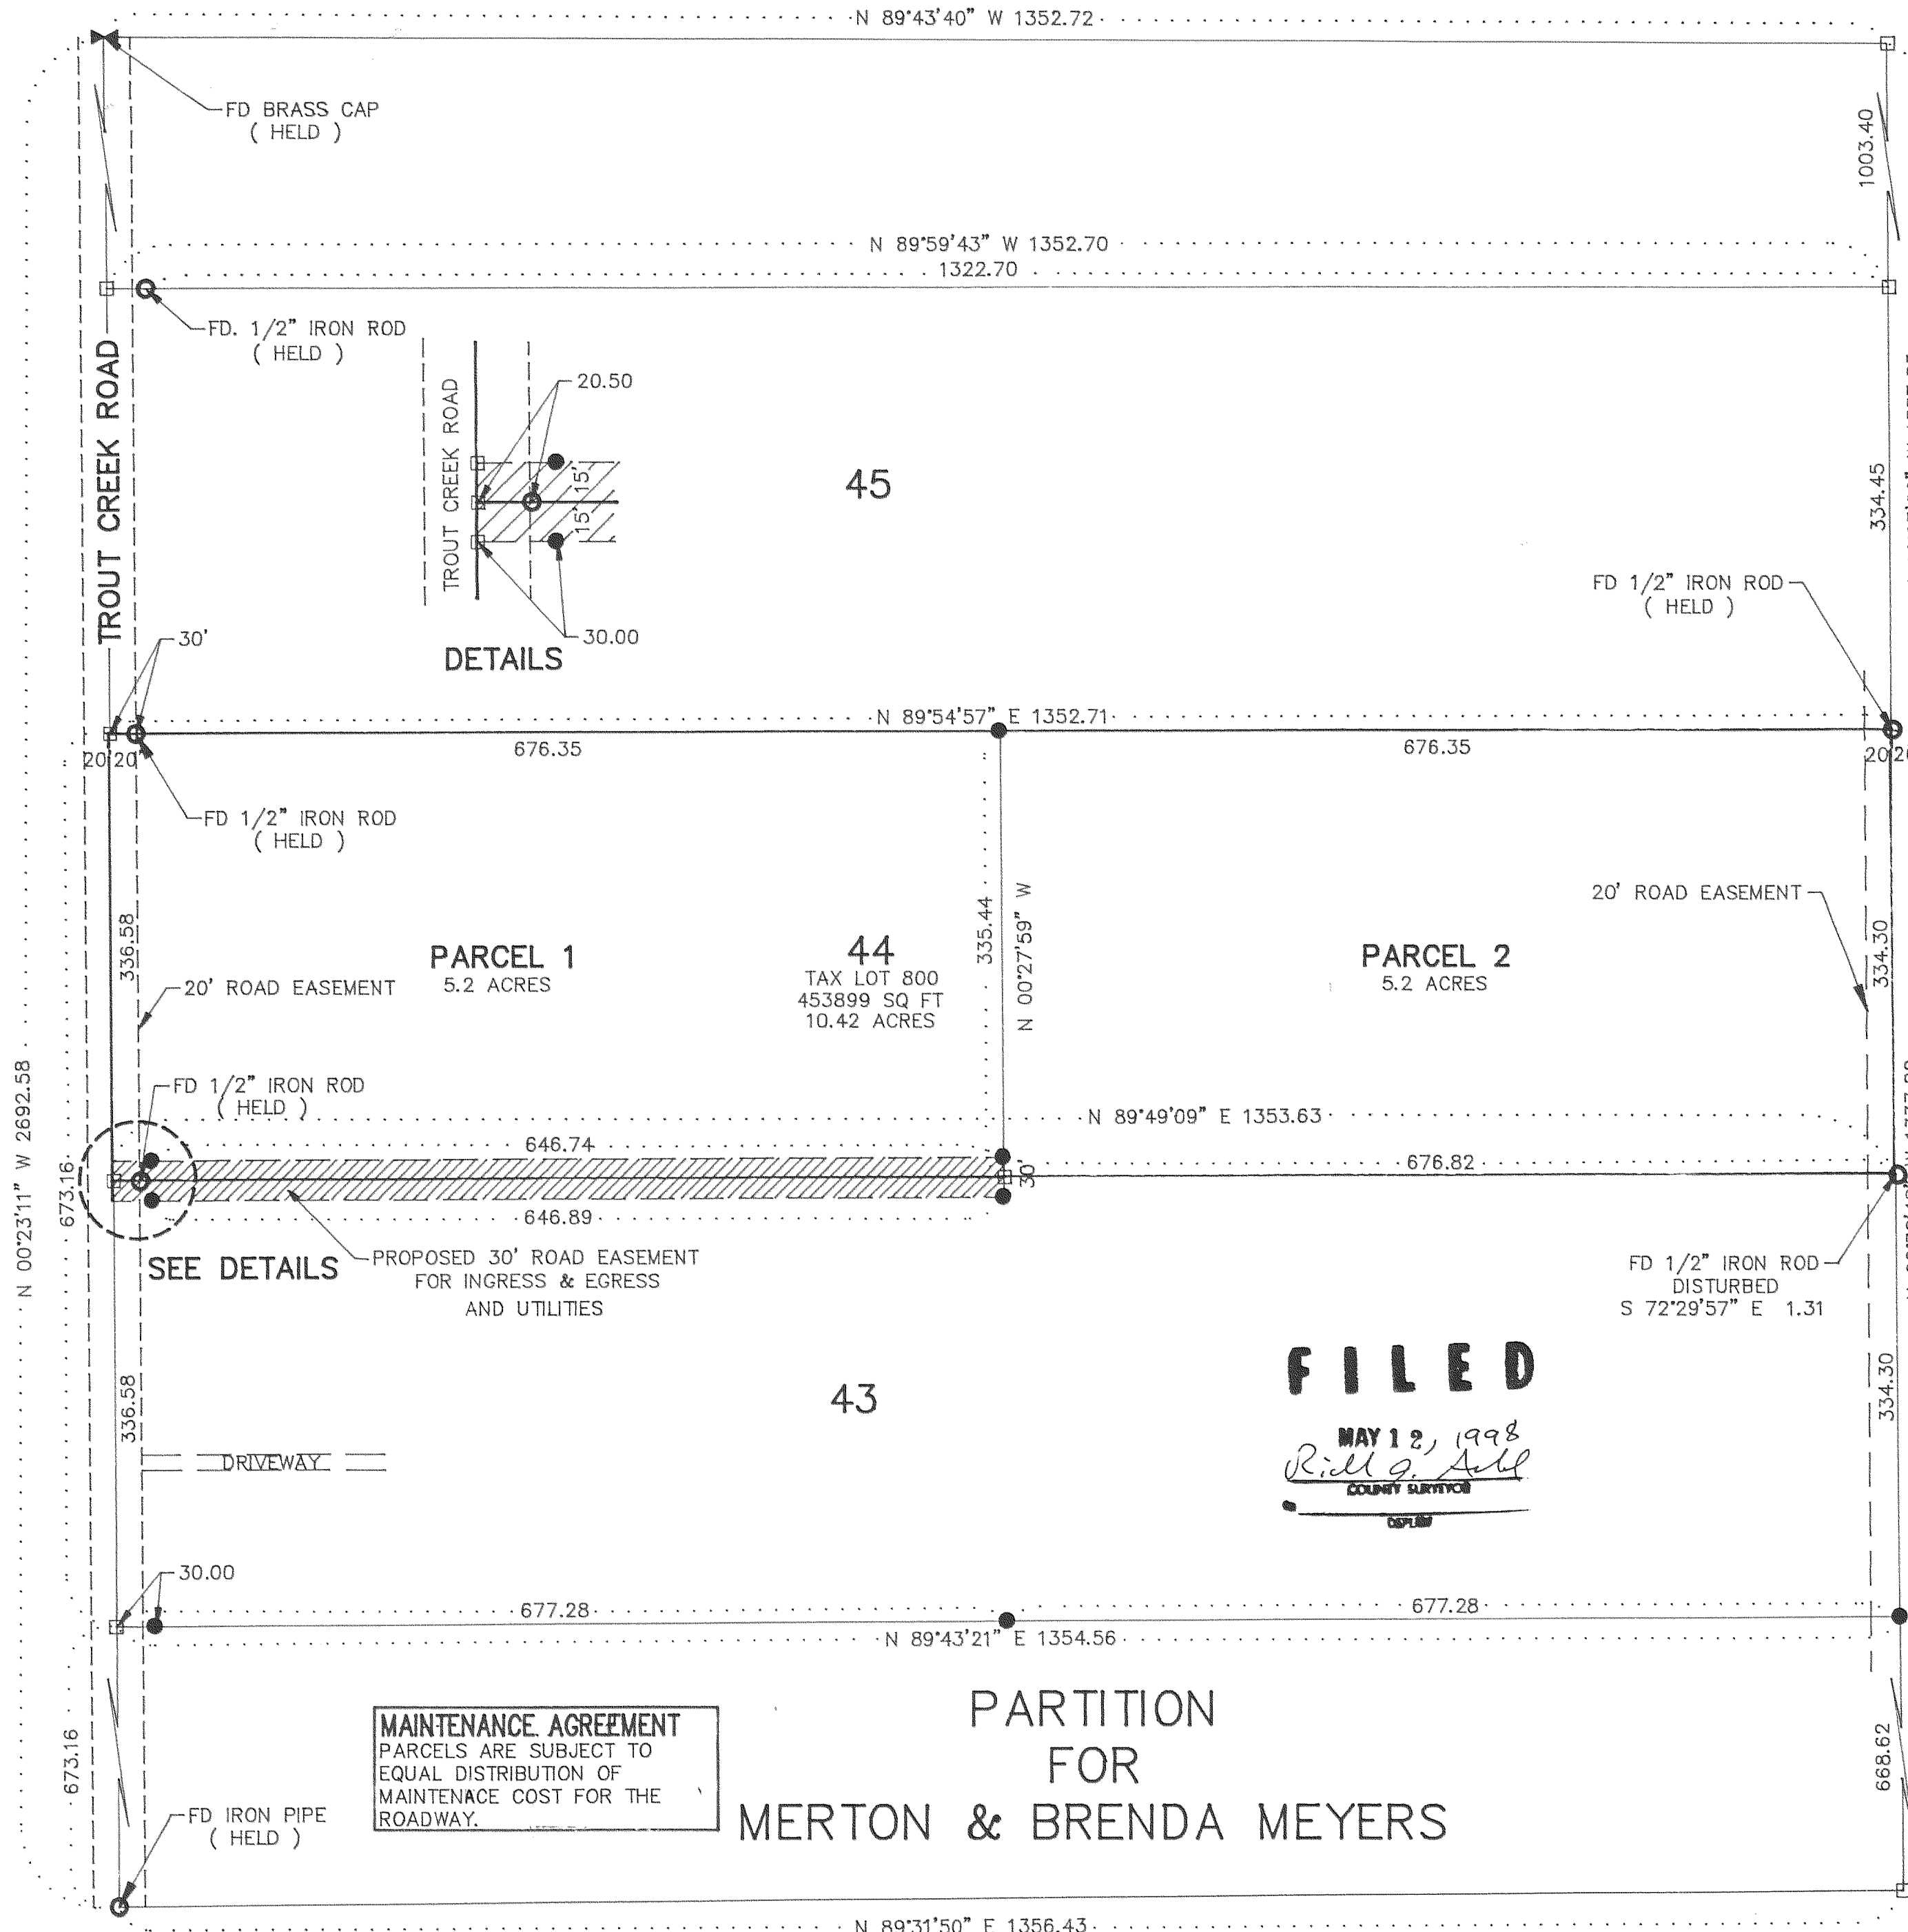 N 89°43'40" W 1352.72
FD BRASS CAP
( HELD )
1003.40
N 89°59'43" W 1352.70
1322.70
FD. 1/2" IRON ROD
( HELD )
TROUT CREEK ROAD
TROUT CREEK ROAD
20.50
15'
15'
30.00
DETAILS
45
334.45
FD 1/2" IRON ROD
( HELD )
30'
N 89°54'57" E 1352.71
20 20
676.35
676.35
20 20
FD 1/2" IRON ROD
( HELD )
336.58
20' ROAD EASEMENT
PARCEL 1
5.2 ACRES
44
TAX LOT 800
453899 SQ FT
10.42 ACRES
335.44
N 00°27'59" W
PARCEL 2
5.2 ACRES
20' ROAD EASEMENT
334.30
N 00°23'11" W 2692.58
673.16
FD 1/2" IRON ROD
( HELD )
N 89°49'09" E 1353.63
646.74
676.82
30'
646.89
SEE DETAILS
PROPOSED 30' ROAD EASEMENT
FOR INGRESS & EGRESS
AND UTILITIES
FD 1/2" IRON ROD
DISTURBED
S 72°29'57" E 1.31
FILED
MAY 12, 1998
COUNTY SURVEYOR
43
336.58
DRIVEWAY
334.30
30.00
677.28
677.28
N 89°43'21" E 1354.56
673.16
MAINTENANCE AGREEMENT
PARCELS ARE SUBJECT TO
EQUAL DISTRIBUTION OF
MAINTENACE COST FOR THE
ROADWAY.
PARTITION
FOR
MERTON & BRENDA MEYERS
668.62
FD IRON PIPE
( HELD )
N 89°31'50" E 1356.43